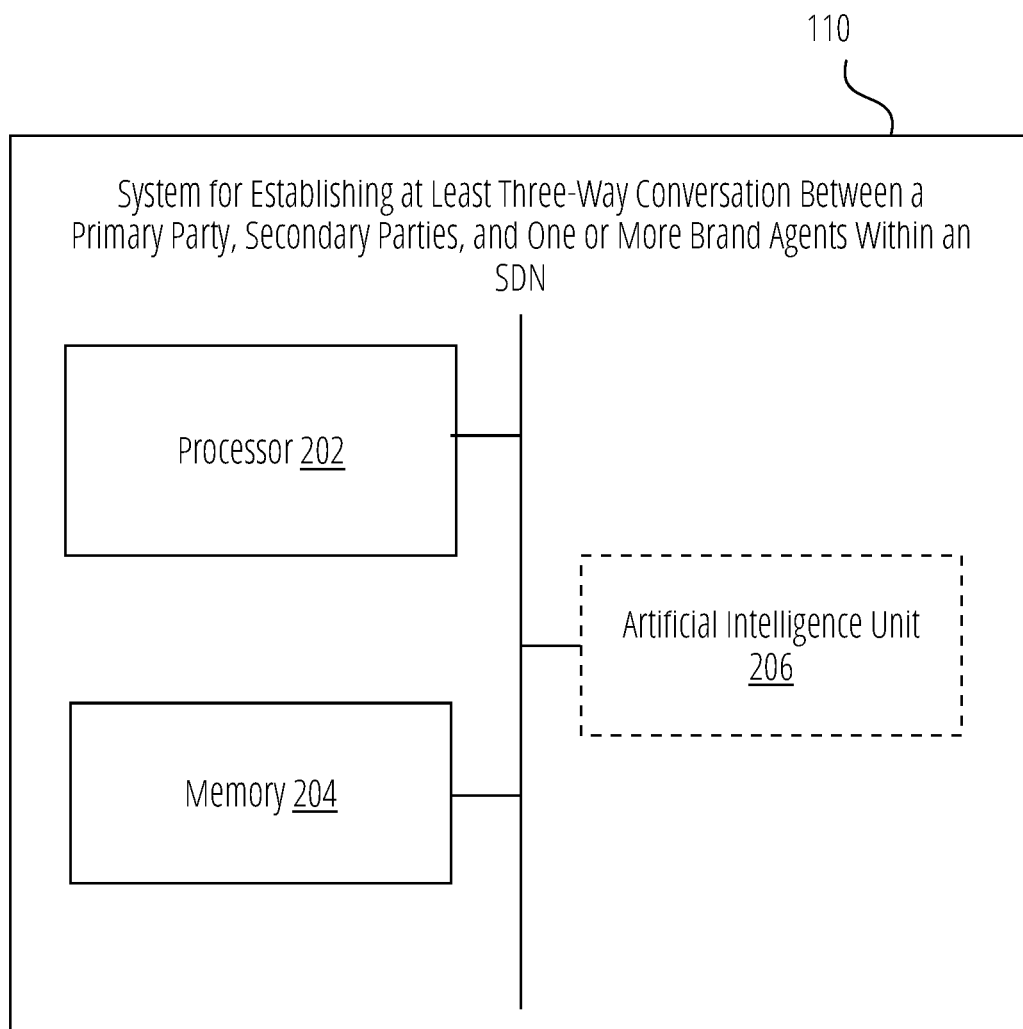 110
System for Establishing at Least Three-Way Conversation Between a
Primary Party, Secondary Parties, and One or More Brand Agents Within an
SDN
Processor 202
Artificial Intelligence Unit
206
Memory 204